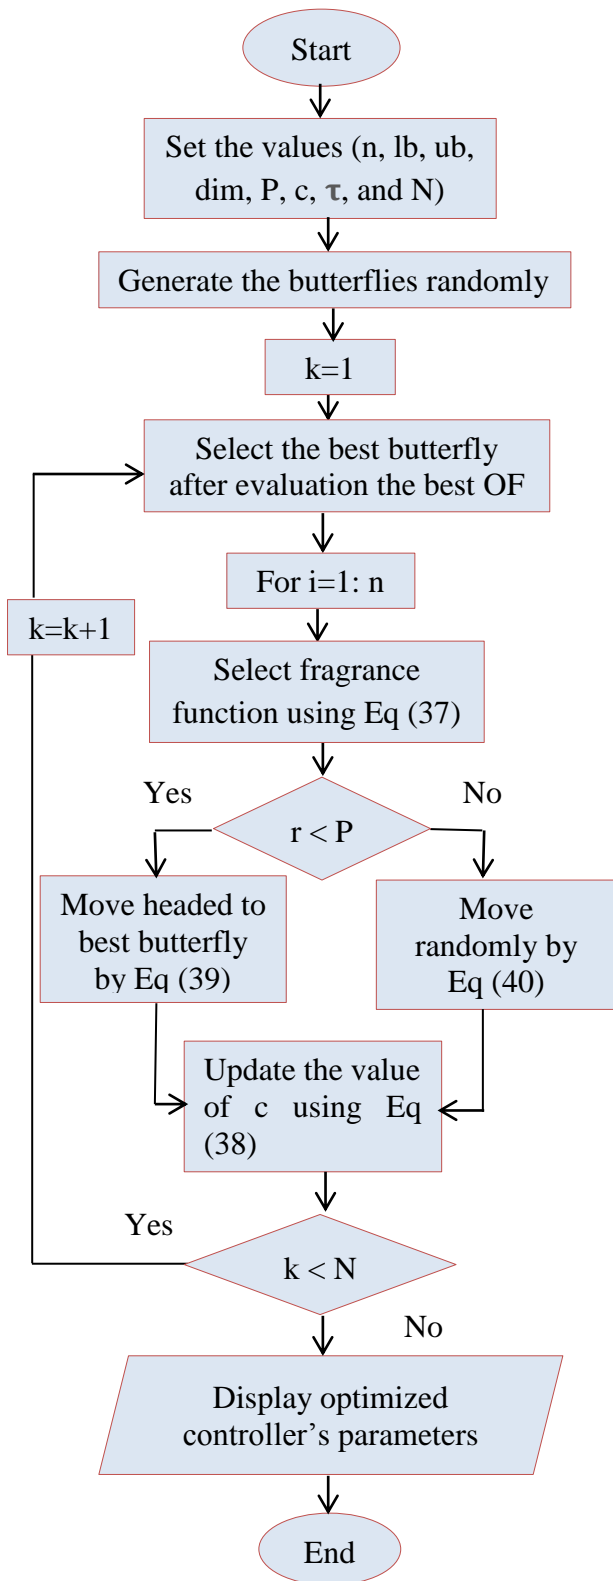 Start
Set the values (n, lb, ub,
dim, P, c, τ, and N)
Generate the butterflies randomly
k=1
Select the best butterfly
after evaluation the best OF
For i=1: n
k=k+1
Select fragrance
function using Eq (37)
Yes
No
r < P
Move headed to
best butterfly
by Eq (39)
Move
randomly by
Eq (40)
Update the value
of c using Eq
(38)
Yes
k < N
No
Display optimized
controller’s parameters
End